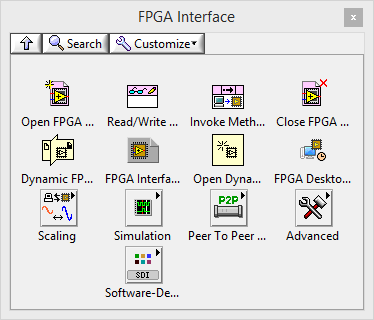 FPGA Interface
x
Search Customize
Open FPGA ... Read/Write ... Invoke Meth... Close FPGA ...
Dynamic FP... FPGA Interfa... Open Dyna... FPGA Deskto...
Scaling Simulation P2P Peer To Peer ... Advanced
SDI
Software-De...